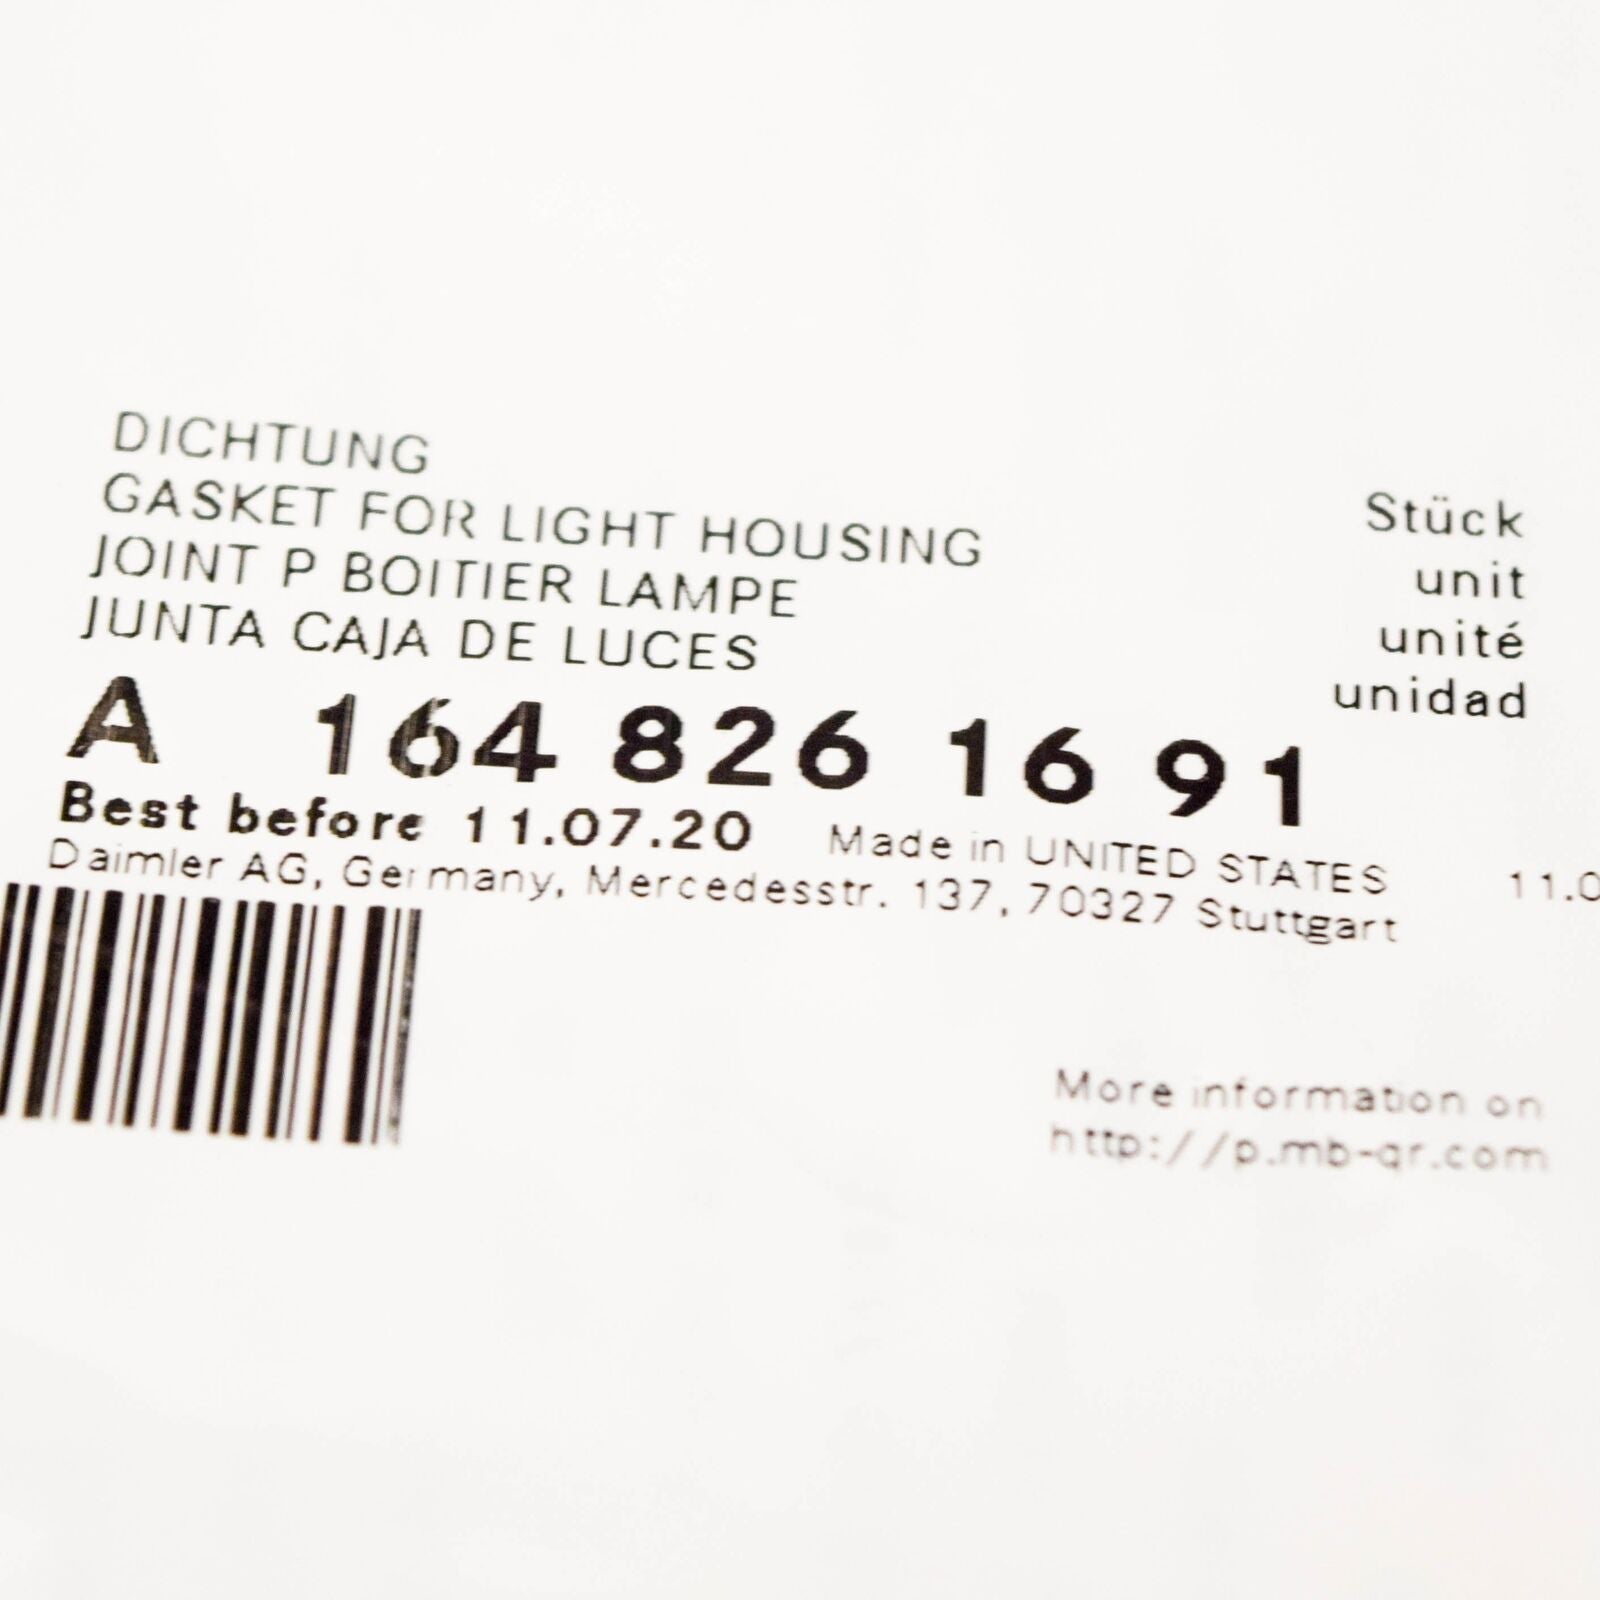 DICHTUNG
GASKET FOR LIGHT HOUSING
JOINT P BOITIER LAMPE
JUNTA CAJA DE LUCES
Stück
unit
unité
unidad
A 164 826 16 91
Best before 11.07.20 Made in UNITED STATES 11.0
Daimler AG, Germany, Mercedesstr. 137, 70327 Stuttgart
More information on
http://p.mb-qr.com